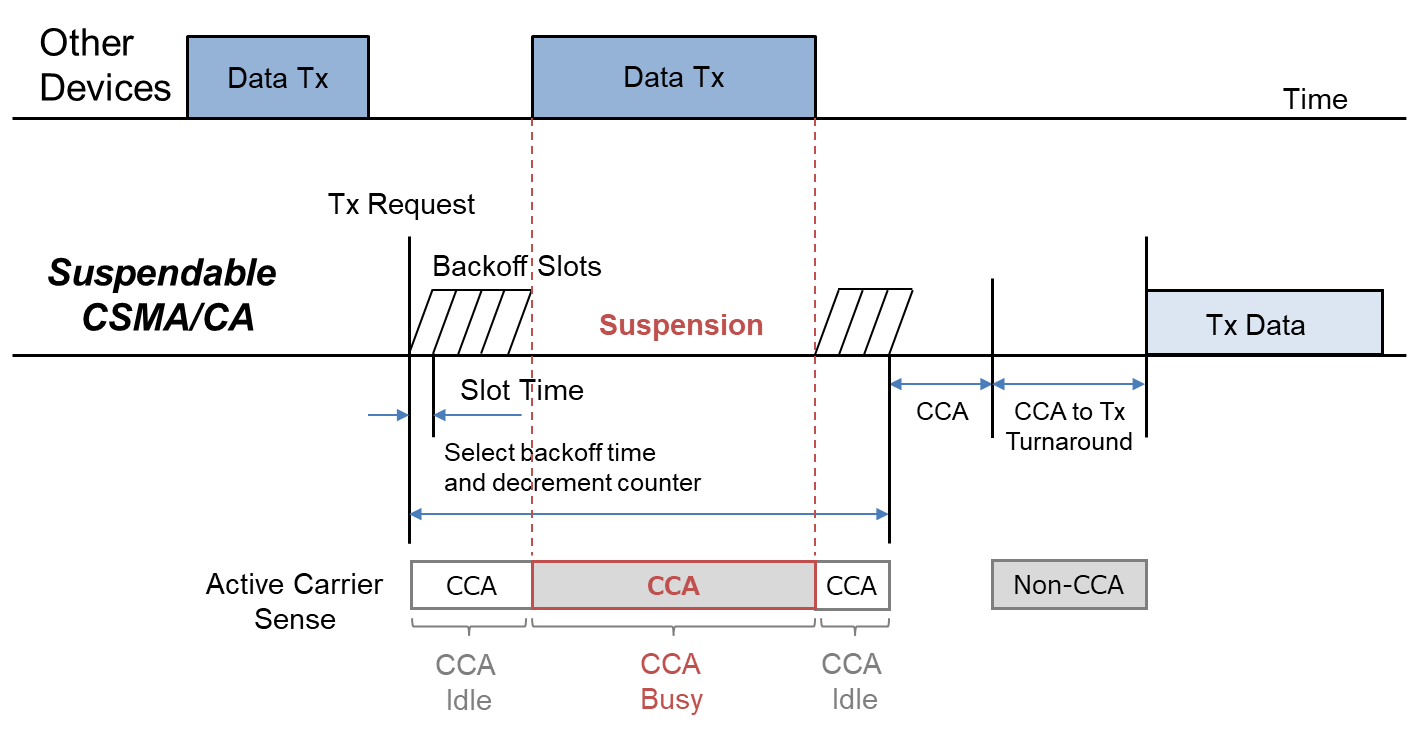 Other
Devices
Data Tx
Data Tx
Time
Tx Request
Suspendable
CSMA/CA
Backoff Slots
Suspension
Tx Data
Slot Time
CCA
CCA to Tx
Turnaround
Select backoff time
and decrement counter
Active Carrier
Sense
CCA
CCA
CCA
Non-CCA
CCA
Idle
CCA
Busy
CCA
Idle